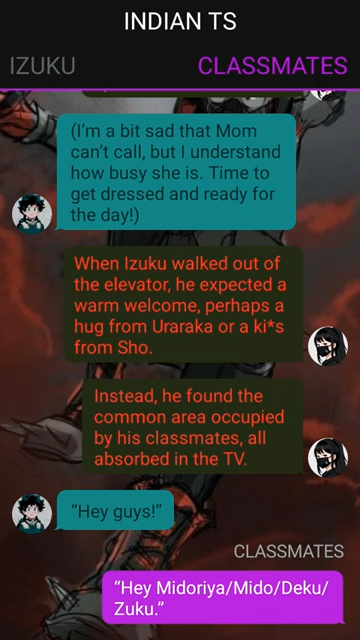 INDIAN TS
IZUKU
CLASSMATES
(I'm a bit sad that Mom
can't call, but I understand
how busy she is. Time to
get dressed and ready for
the day!)
When Izuku walked out of
the elevator, he expected a
warm welcome, perhaps a
hug from Uraraka or a ki*s
from Sho.
Instead, he found the
common area occupied
by his classmates, all
absorbed in the TV.
“Hey guys!”
CLASSMATES
“Hey Midoriya/Mido/Deku/
Zuku.”